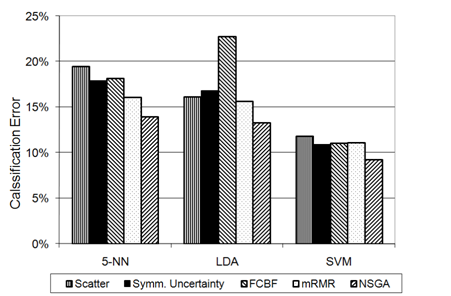 25%
20%
15%
10%
5%
0%
Calssification Error
5-NN LDA SVM
Scatter Symm. Uncertainty FCBF mRMR NSGA